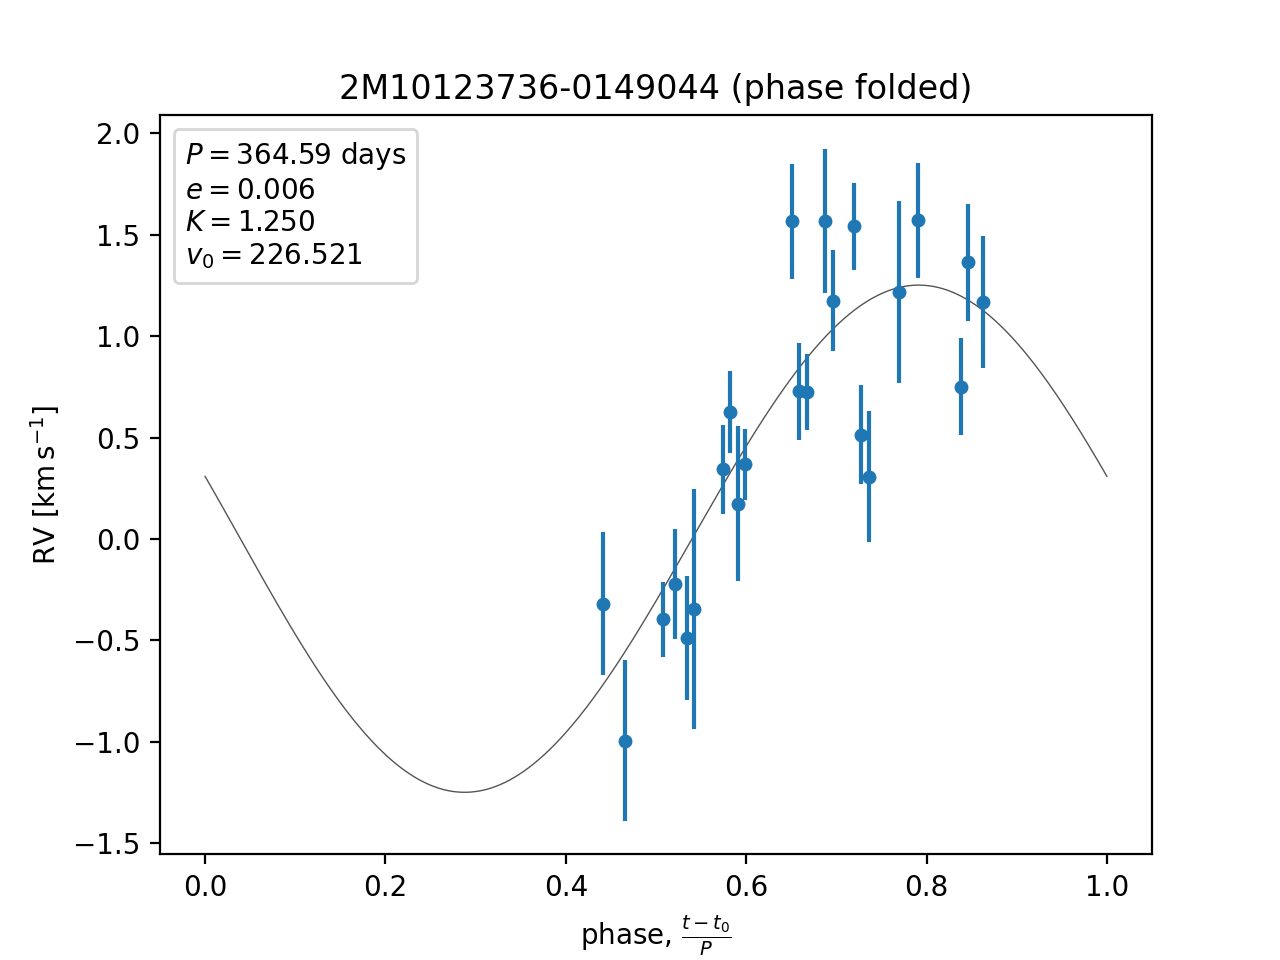 2M10123736-0149044 (phase folded)
P = 364.59 days
e = 0.006
K = 1.250
v₀ = 226.521
RV [km s⁻¹]
2.0
1.5
1.0
0.5
0.0
−0.5
−1.0
−1.5
0.0 0.2 0.4 0.6 0.8 1.0
phase, (t − t₀)/P